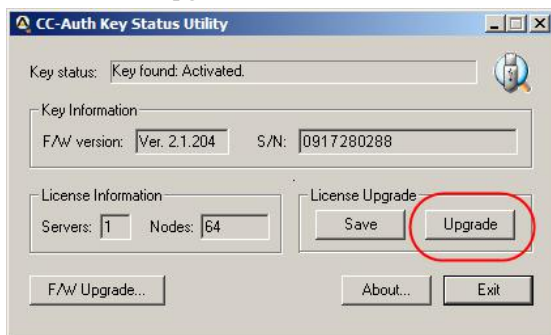 CC-Auth Key Status Utility
Key status: Key found: Activated.
Key Information
F/W version: Ver. 2.1.204 S/N: 0917280288
License Information
Servers: 1 Nodes: 64
License Upgrade
Save Upgrade
F/W Upgrade... About... Exit